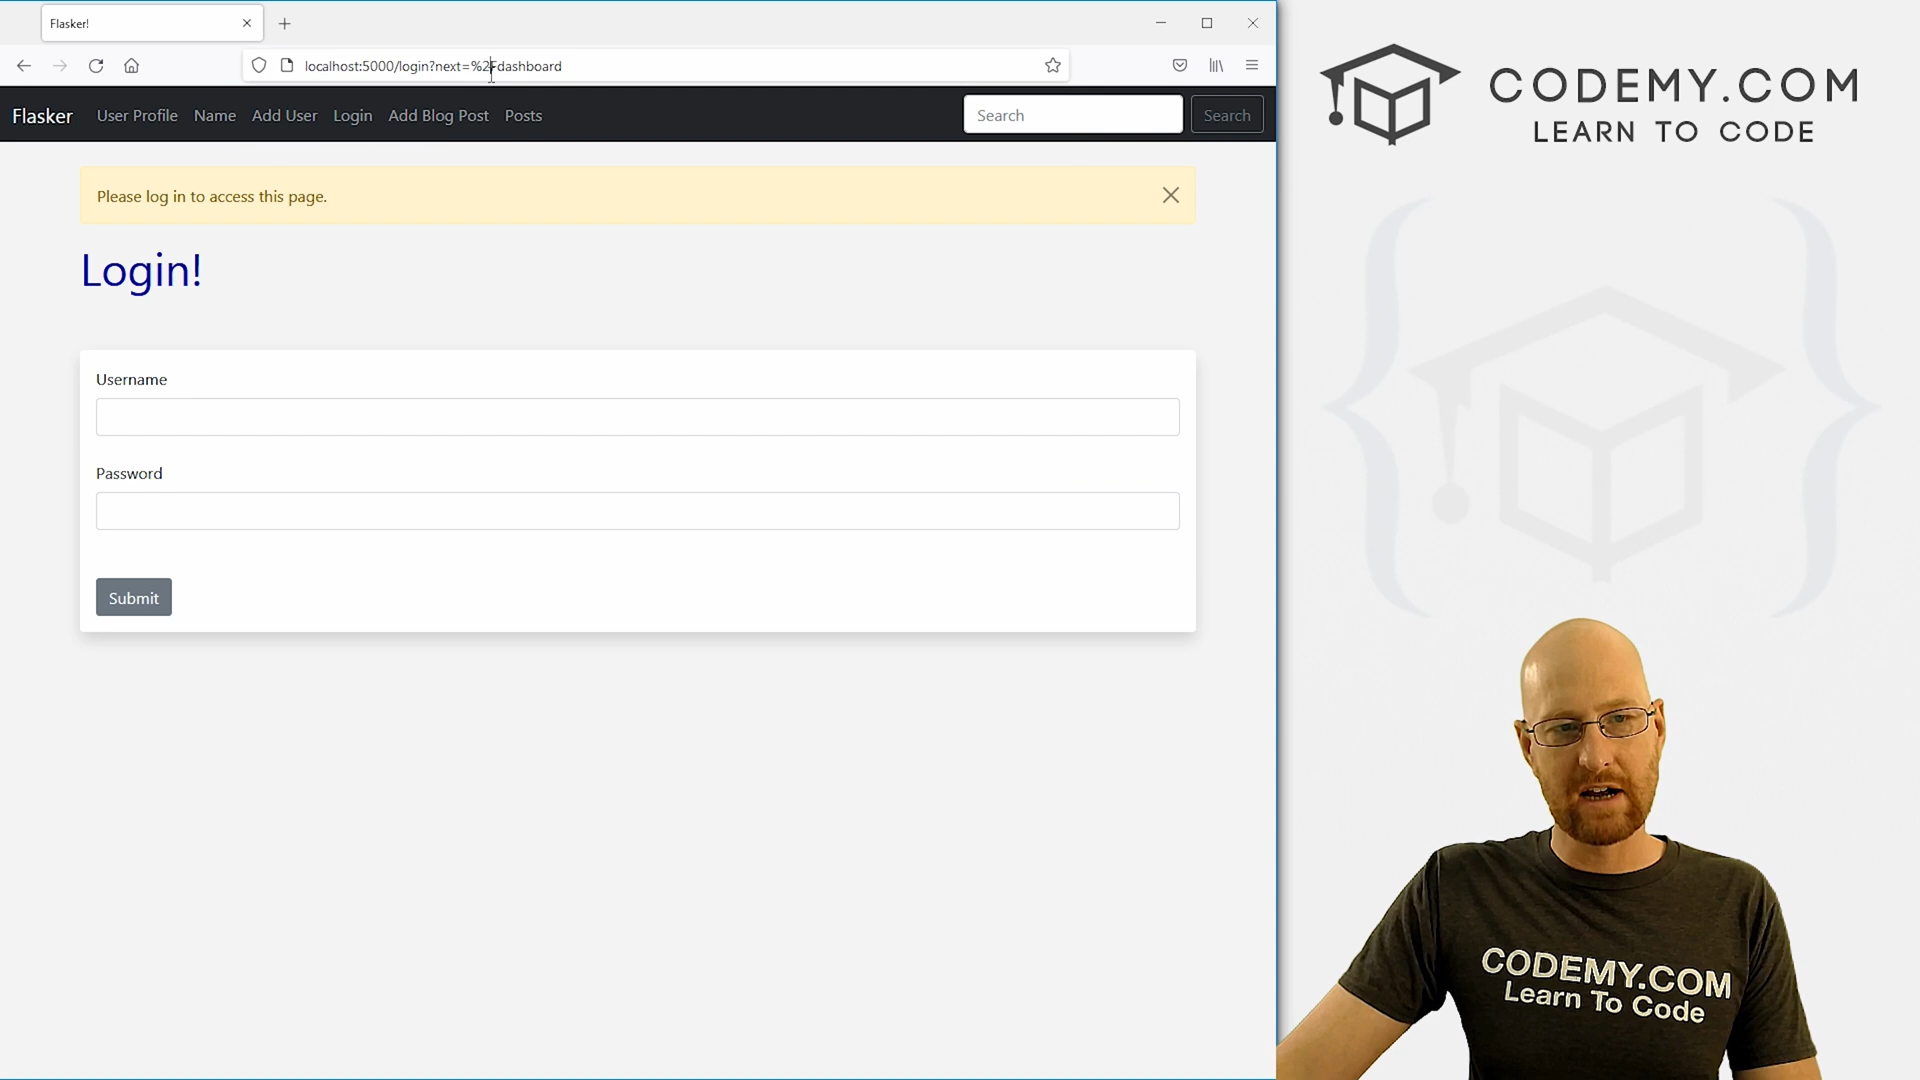 Flasker!
localhost:5000/login?next=%2Fdashboard
Flasker User Profile Name Add User Login Add Blog Post Posts Search Search
Please log in to access this page.
Login!
Username
Password
Submit
CODEMY.COM
LEARN TO CODE
CODEMY.COM
Learn To Code